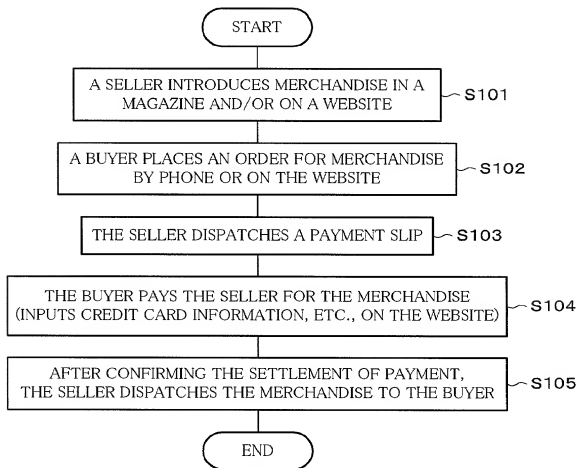 START
A SELLER INTRODUCES MERCHANDISE IN A
MAGAZINE AND/OR ON A WEBSITE
S101
A BUYER PLACES AN ORDER FOR MERCHANDISE
BY PHONE OR ON THE WEBSITE
S102
THE SELLER DISPATCHES A PAYMENT SLIP
S103
THE BUYER PAYS THE SELLER FOR THE MERCHANDISE
(INPUTS CREDIT CARD INFORMATION, ETC., ON THE WEBSITE)
S104
AFTER CONFIRMING THE SETTLEMENT OF PAYMENT,
THE SELLER DISPATCHES THE MERCHANDISE TO THE BUYER
S105
END